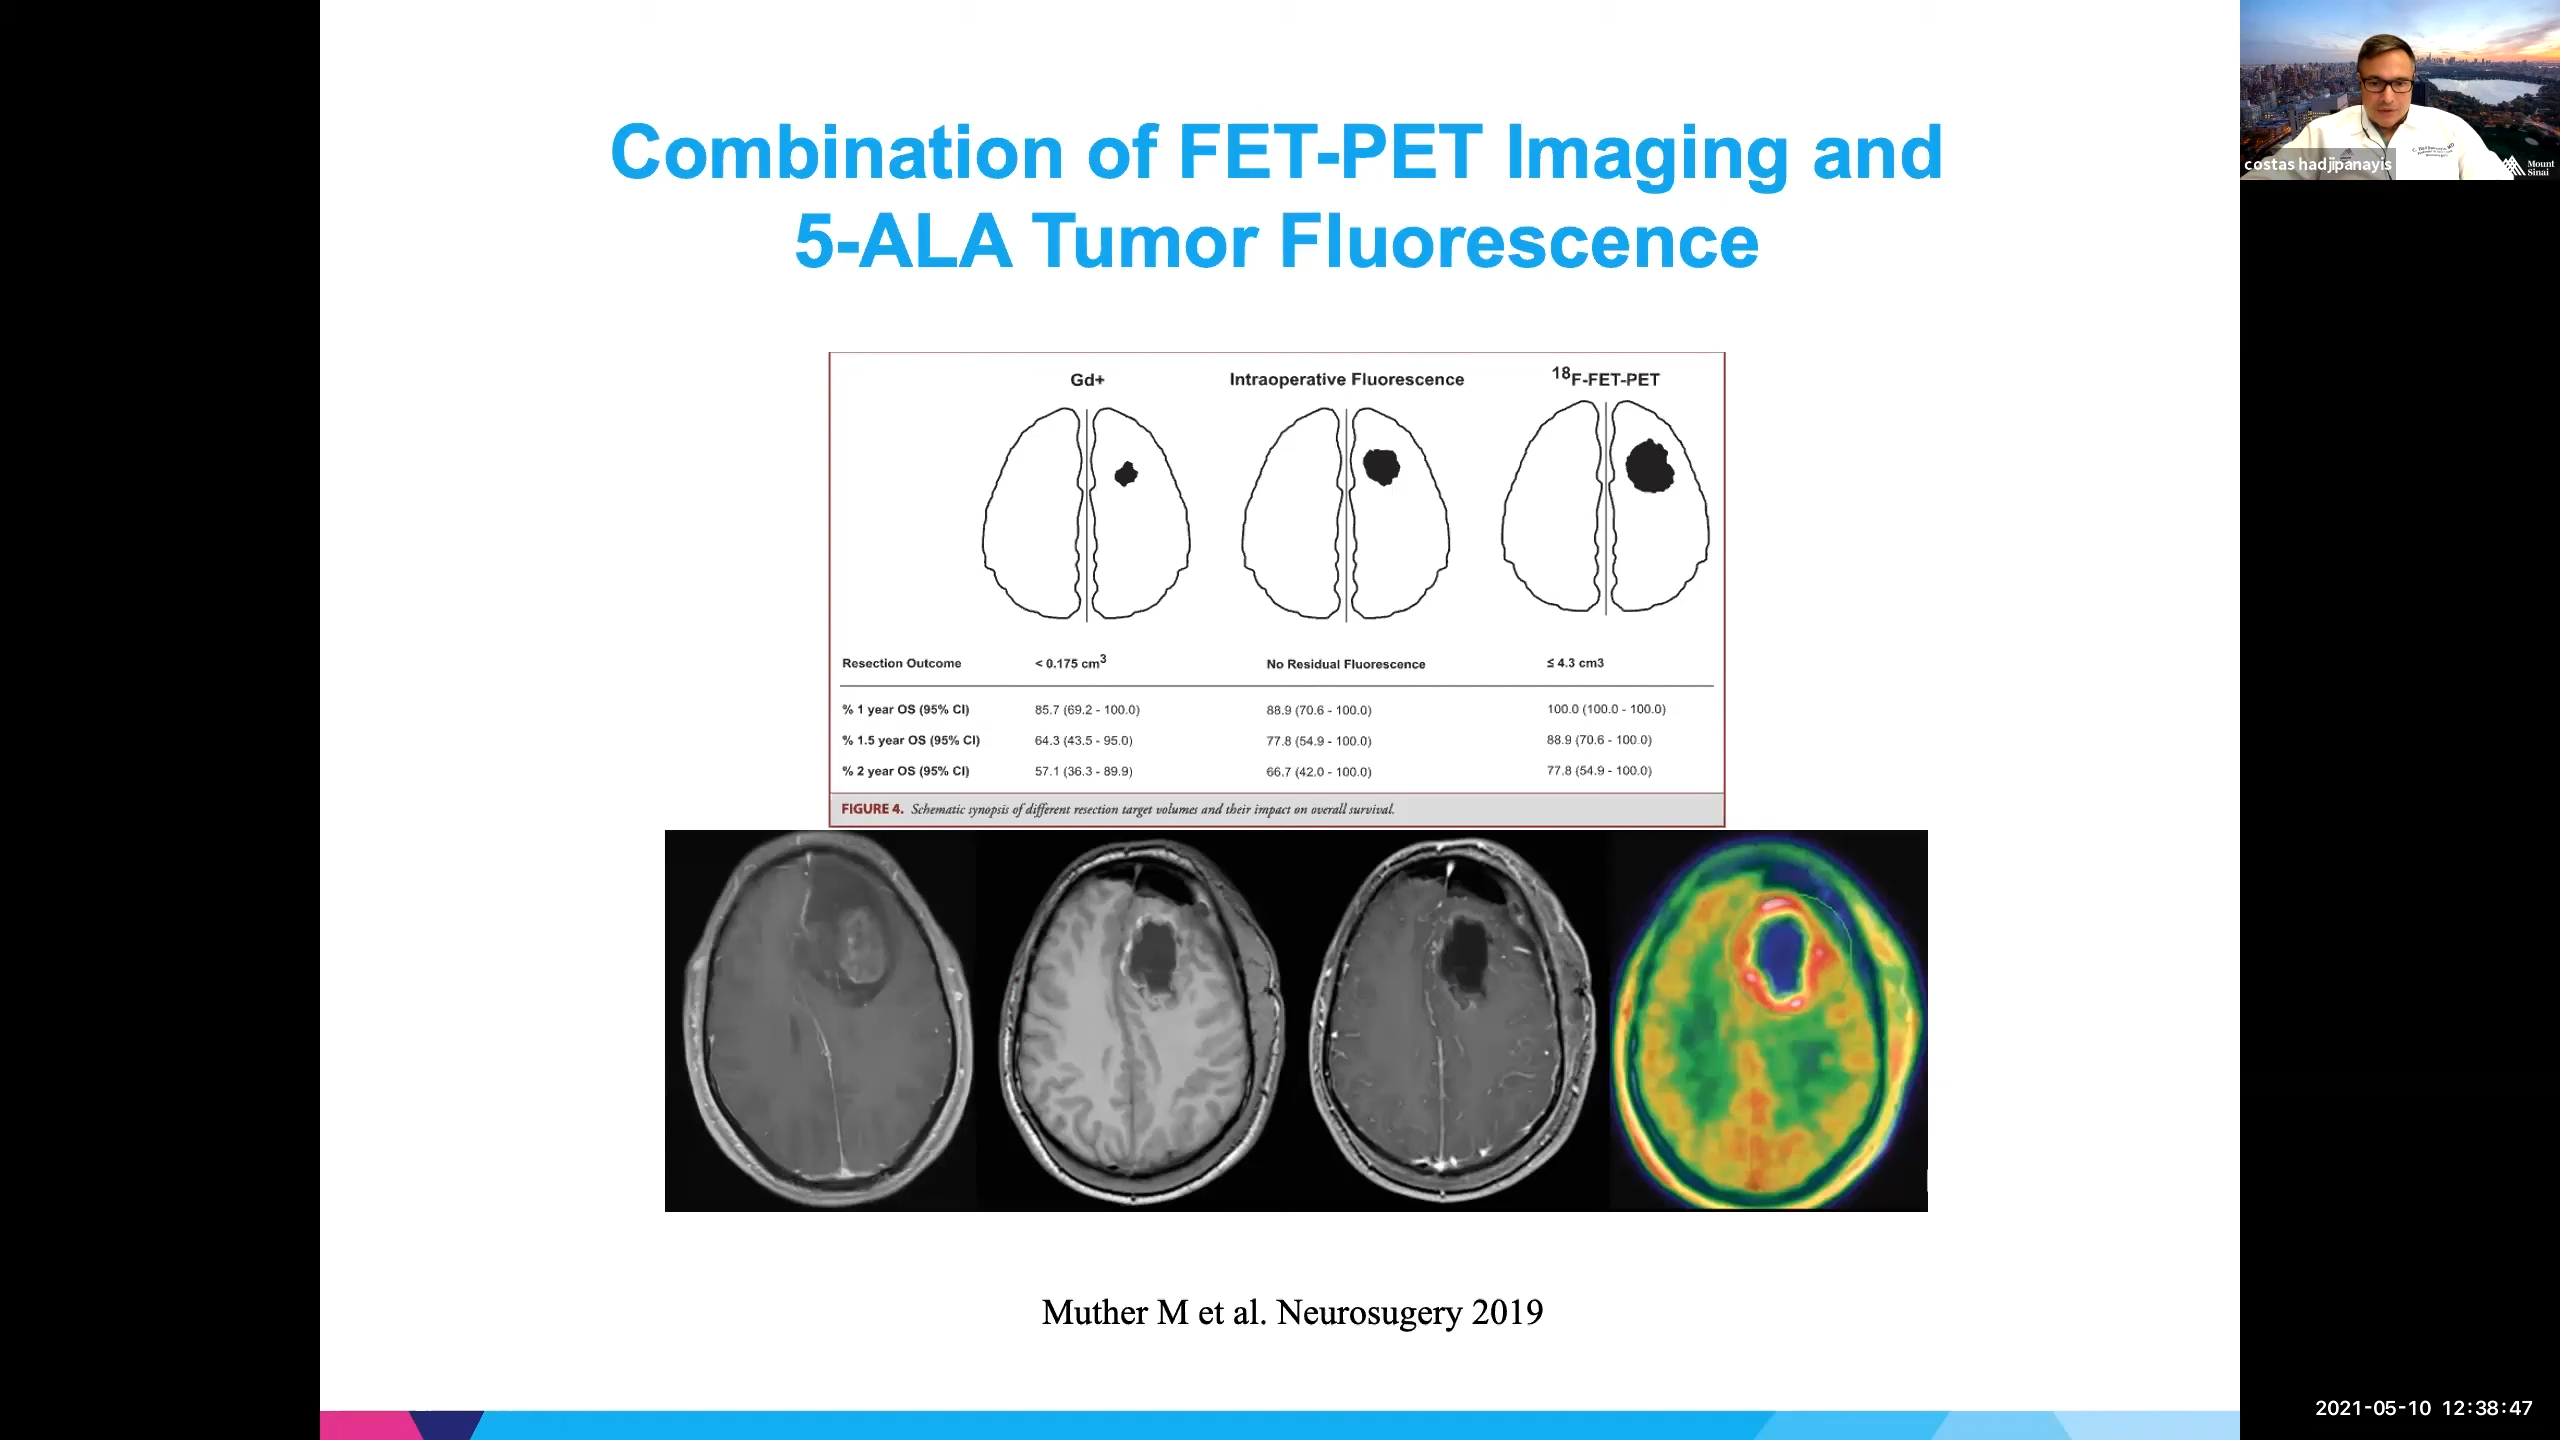 Combination of FET-PET Imaging and
5-ALA Tumor Fluorescence
Gd+ Intraoperative Fluorescence 18F-FET-PET
Resection Outcome < 0.175 cm3 No Residual Fluorescence ≤ 4.3 cm3
% 1 year OS (95% CI) 85.7 (69.2 - 100.0) 88.9 (70.6 - 100.0) 100.0 (100.0 - 100.0)
% 1.5 year OS (95% CI) 64.3 (43.5 - 95.0) 77.8 (54.9 - 100.0) 88.9 (70.6 - 100.0)
% 2 year OS (95% CI) 57.1 (36.3 - 89.9) 66.7 (42.0 - 100.0) 77.8 (54.9 - 100.0)
FIGURE 4. Schematic synopsis of different resection target volumes and their impact on overall survival.
Muther M et al. Neurosugery 2019
costas hadjipanayis
Mount
Sinai
2021-05-10 12:38:47